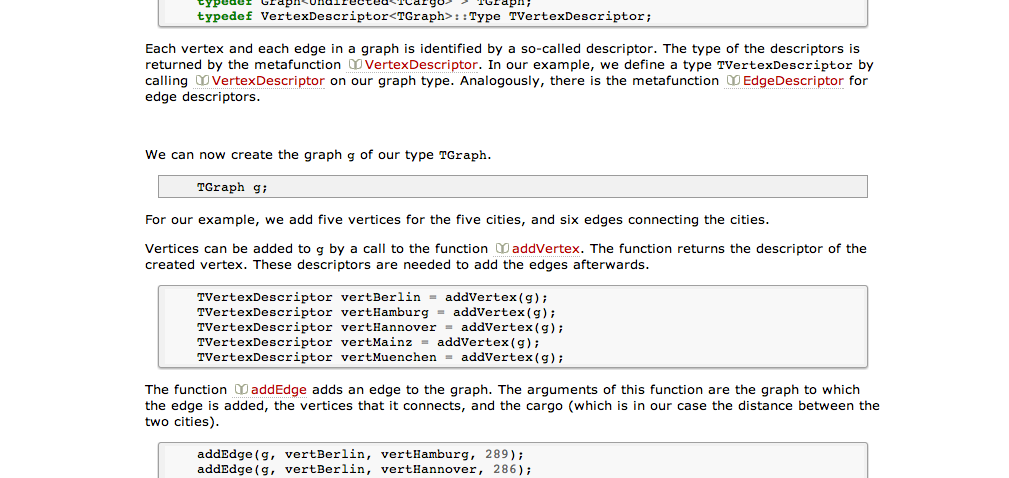 typedef Graph<Undirected<TCargo> > TGraph;
typedef VertexDescriptor<TGraph>::Type TVertexDescriptor;
Each vertex and each edge in a graph is identified by a so-called descriptor. The type of the descriptors is
returned by the metafunction VertexDescriptor. In our example, we define a type TVertexDescriptor by
calling VertexDescriptor on our graph type. Analogously, there is the metafunction EdgeDescriptor for
edge descriptors.
We can now create the graph g of our type TGraph.
TGraph g;
For our example, we add five vertices for the five cities, and six edges connecting the cities.
Vertices can be added to g by a call to the function addVertex. The function returns the descriptor of the
created vertex. These descriptors are needed to add the edges afterwards.
TVertexDescriptor vertBerlin = addVertex(g);
TVertexDescriptor vertHamburg = addVertex(g);
TVertexDescriptor vertHannover = addVertex(g);
TVertexDescriptor vertMainz = addVertex(g);
TVertexDescriptor vertMuenchen = addVertex(g);
The function addEdge adds an edge to the graph. The arguments of this function are the graph to which
the edge is added, the vertices that it connects, and the cargo (which is in our case the distance between the
two cities).
addEdge(g, vertBerlin, vertHamburg, 289);
addEdge(g, vertBerlin, vertHannover, 286);